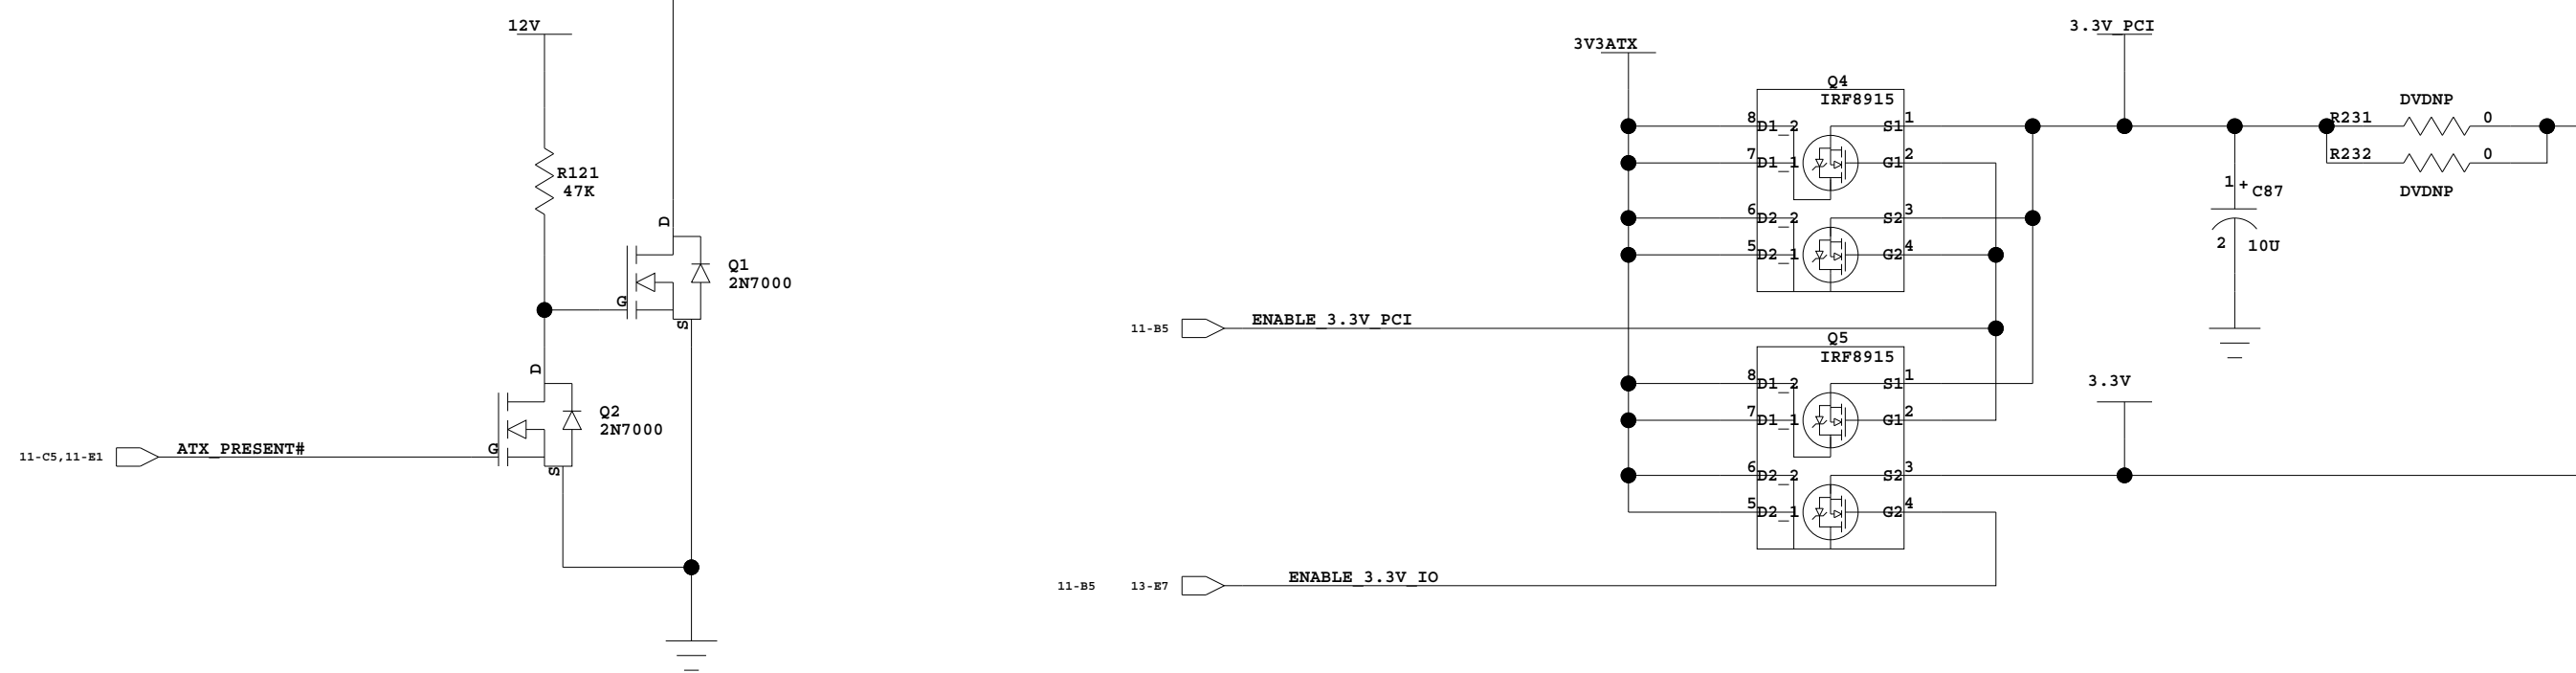 12V
R121
47K
D
G
S
Q1
2N7000
D
Q2
2N7000
G
S
11-C5,11-E1
ATX_PRESENT#
3V3ATX
Q4
IRF8915
8 D1_2 S1 1
7 D1_1 G1 2
6 D2_2 S2 3
5 D2_1 G2 4
11-B5
ENABLE_3.3V_PCI
Q5
IRF8915
8 D1_2 S1 1
7 D1_1 G1 2
6 D2_2 S2 3
5 D2_1 G2 4
11-B5 13-E7
ENABLE_3.3V_IO
3.3V_PCI
DVDNP
R231 0
R232 0
DVDNP
1 + C87
2 10U
3.3V